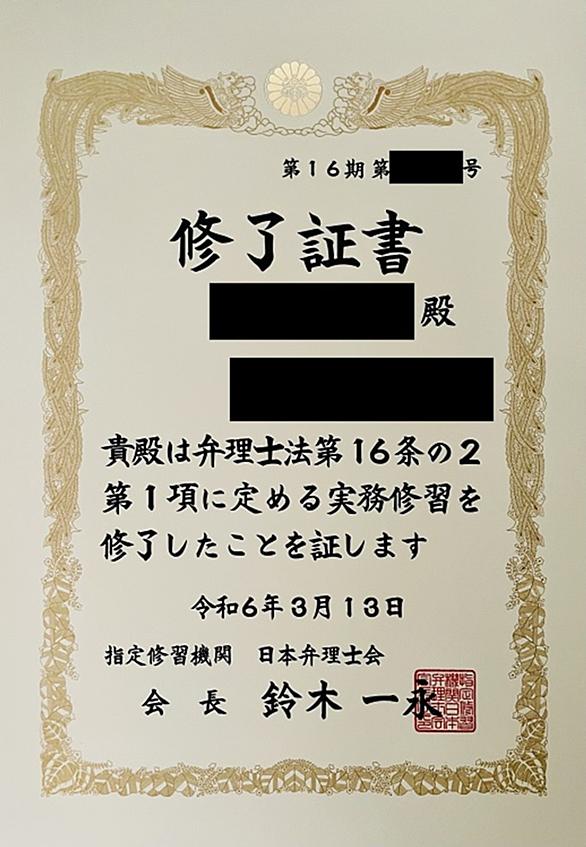 第16期 第 号
修了証書
殿
貴殿は弁理士法第16条の2
第1項に定める実務修習を
修了したことを証します
令和6年3月13日
指定修習機関 日本弁理士会
会 長 鈴木 一永